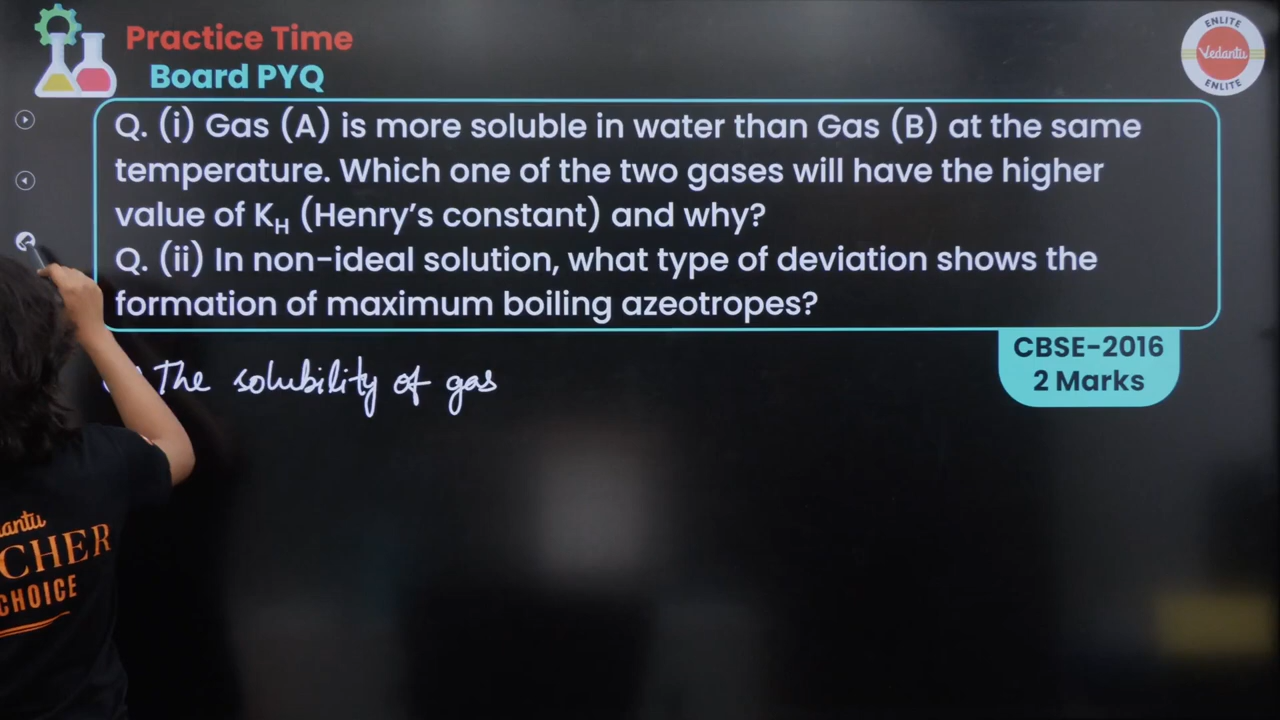 Practice Time
Board PYQ
ENLITE
Vedantu
ENLITE
Q. (i) Gas (A) is more soluble in water than Gas (B) at the same
temperature. Which one of the two gases will have the higher
value of K_H (Henry’s constant) and why?
Q. (ii) In non-ideal solution, what type of deviation shows the
formation of maximum boiling azeotropes?
CBSE-2016
2 Marks
The solubility of gas
CHOICE